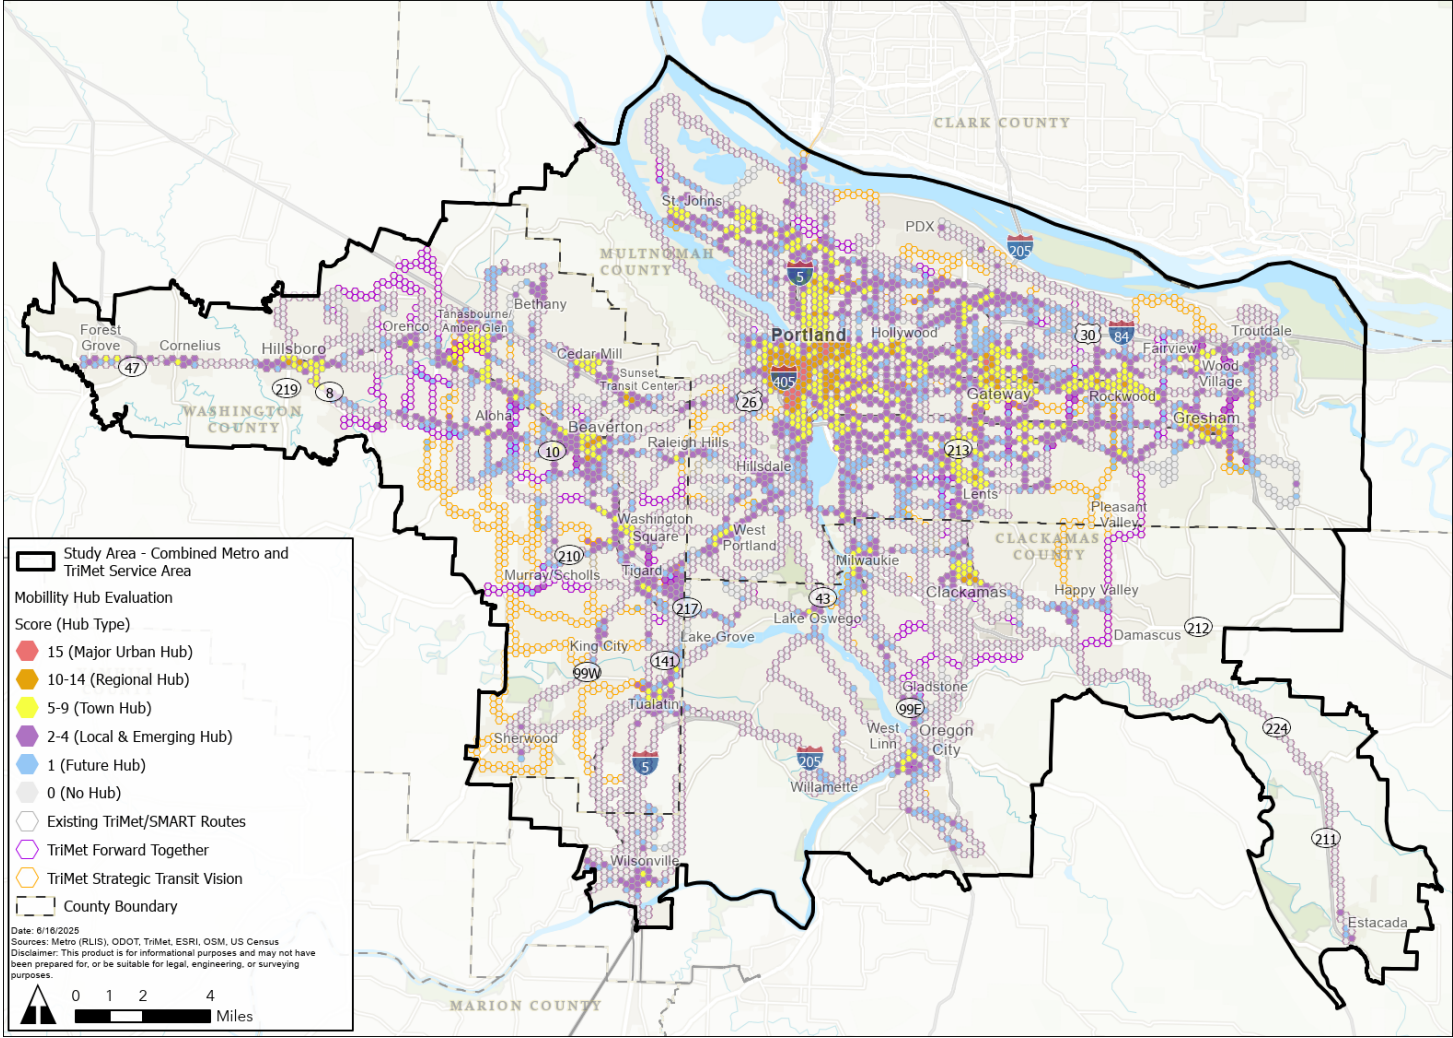 CLARK COUNTY
St. Johns
PDX
205
MULTNOMAH
COUNTY
5
Bethany
Tanasbourne/
Amber Glen
Orenco
Portland
Hollywood
30
84
Troutdale
Forest
Grove
Cornelius
Hillsboro
Fairview
47
219
8
Cedar Mill
Sunset
Transit Center
405
26
Wood
Village
Gateway
Rockwood
WASHINGTON
COUNTY
Aloha
Beaverton
Gresham
10
Raleigh Hills
213
Hillsdale
Lents
Pleasant
Valley
Washington
Square
West
Portland
CLACKAMAS
COUNTY
210
Murray/Scholls
Tigard
Milwaukie
Clackamas
Happy Valley
217
43
Lake Oswego
Damascus
212
Lake Grove
King City
99W
141
Gladstone
99E
Tualatin
Sherwood
West
Linn
Oregon
City
224
5
205
Willamette
211
Wilsonville
Estacada
MARION COUNTY
Study Area - Combined Metro and
TriMet Service Area
Mobillity Hub Evaluation
Score (Hub Type)
15 (Major Urban Hub)
10-14 (Regional Hub)
5-9 (Town Hub)
2-4 (Local & Emerging Hub)
1 (Future Hub)
0 (No Hub)
Existing TriMet/SMART Routes
TriMet Forward Together
TriMet Strategic Transit Vision
County Boundary
Date: 6/16/2025
Sources: Metro (RLIS), ODOT, TriMet, ESRI, OSM, US Census
Disclaimer: This product is for informational purposes and may not have
been prepared for, or be suitable for legal, engineering, or surveying
purposes.
0 1 2 4
Miles